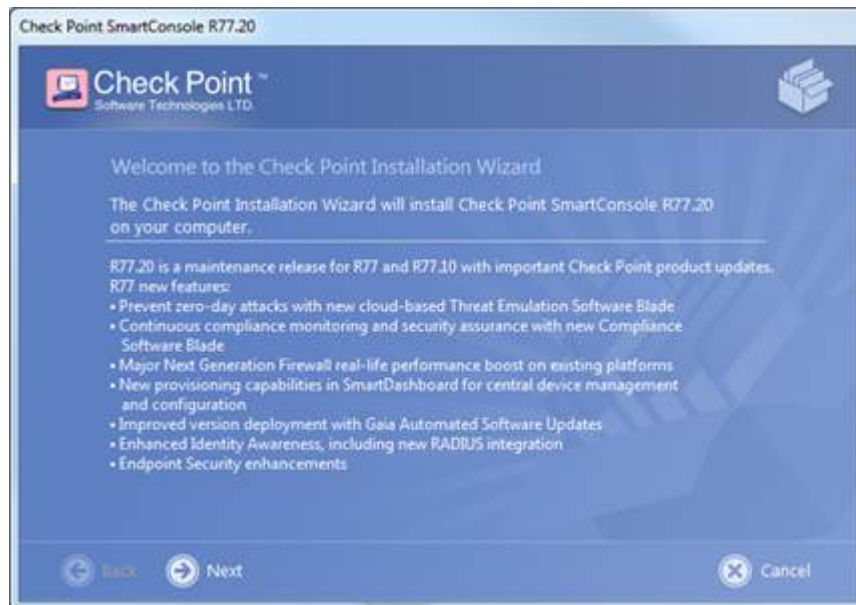 Check Point SmartConsole R77.20
Check Point™
Software Technologies LTD.
Welcome to the Check Point Installation Wizard
The Check Point Installation Wizard will install Check Point SmartConsole R77.20
on your computer.
R77.20 is a maintenance release for R77 and R77.10 with important Check Point product updates.
R77 new features:
• Prevent zero-day attacks with new cloud-based Threat Emulation Software Blade
• Continuous compliance monitoring and security assurance with new Compliance
Software Blade
• Major Next Generation Firewall real-life performance boost on existing platforms
• New provisioning capabilities in SmartDashboard for central device management
and configuration
• Improved version deployment with Gaia Automated Software Updates
• Enhanced Identity Awareness, including new RADIUS integration
• Endpoint Security enhancements
Back
Next
Cancel